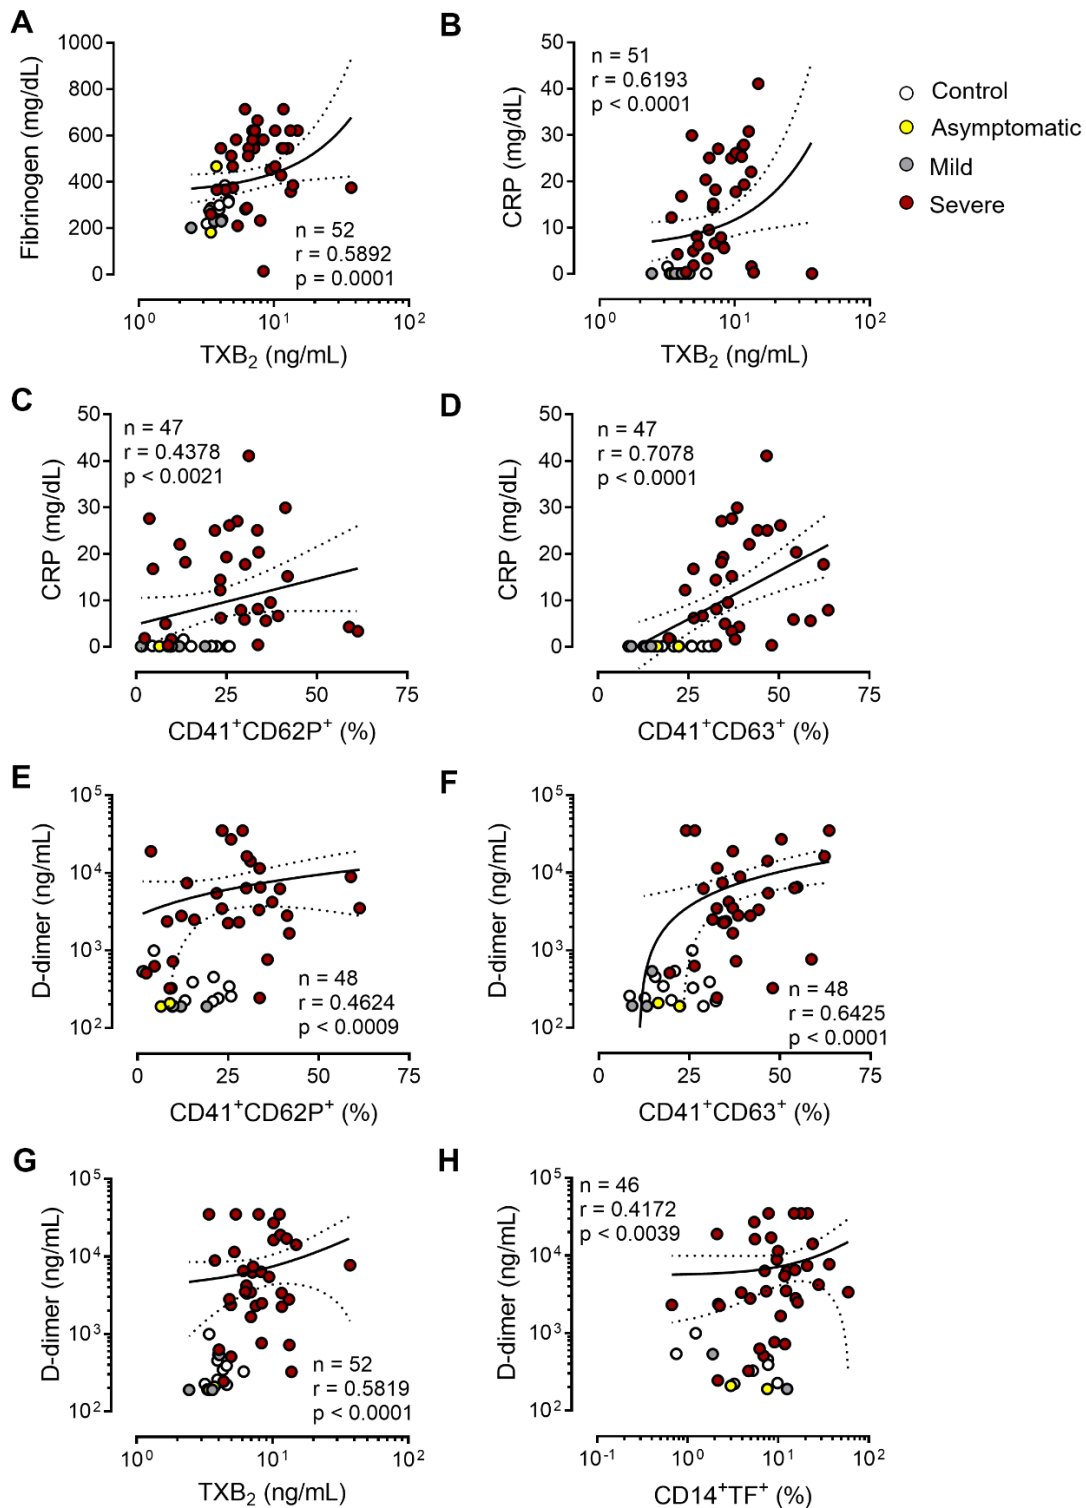 A
Fibrinogen (mg/dL)
1000
800
600
400
200
0
n = 52
r = 0.5892
p = 0.0001
10⁰
10¹
10²
TXB₂ (ng/mL)
B
CRP (mg/dL)
50
40
30
20
10
0
n = 51
r = 0.6193
p < 0.0001
10⁰
10¹
10²
TXB₂ (ng/mL)
Control
Asymptomatic
Mild
Severe
C
CRP (mg/dL)
50
40
30
20
10
0
n = 47
r = 0.4378
p < 0.0021
0
25
50
75
CD41⁺CD62P⁺ (%)
D
CRP (mg/dL)
50
40
30
20
10
0
n = 47
r = 0.7078
p < 0.0001
0
25
50
75
CD41⁺CD63⁺ (%)
E
D-dimer (ng/mL)
10⁵
10⁴
10³
10²
n = 48
r = 0.4624
p < 0.0009
0
25
50
75
CD41⁺CD62P⁺ (%)
F
D-dimer (ng/mL)
10⁵
10⁴
10³
10²
n = 48
r = 0.6425
p < 0.0001
0
25
50
75
CD41⁺CD63⁺ (%)
G
D-dimer (ng/mL)
10⁵
10⁴
10³
10²
n = 52
r = 0.5819
p < 0.0001
10⁰
10¹
10²
TXB₂ (ng/mL)
H
D-dimer (ng/mL)
10⁵
10⁴
10³
10²
n = 46
r = 0.4172
p < 0.0039
10⁻¹
10⁰
10¹
10²
CD14⁺TF⁺ (%)